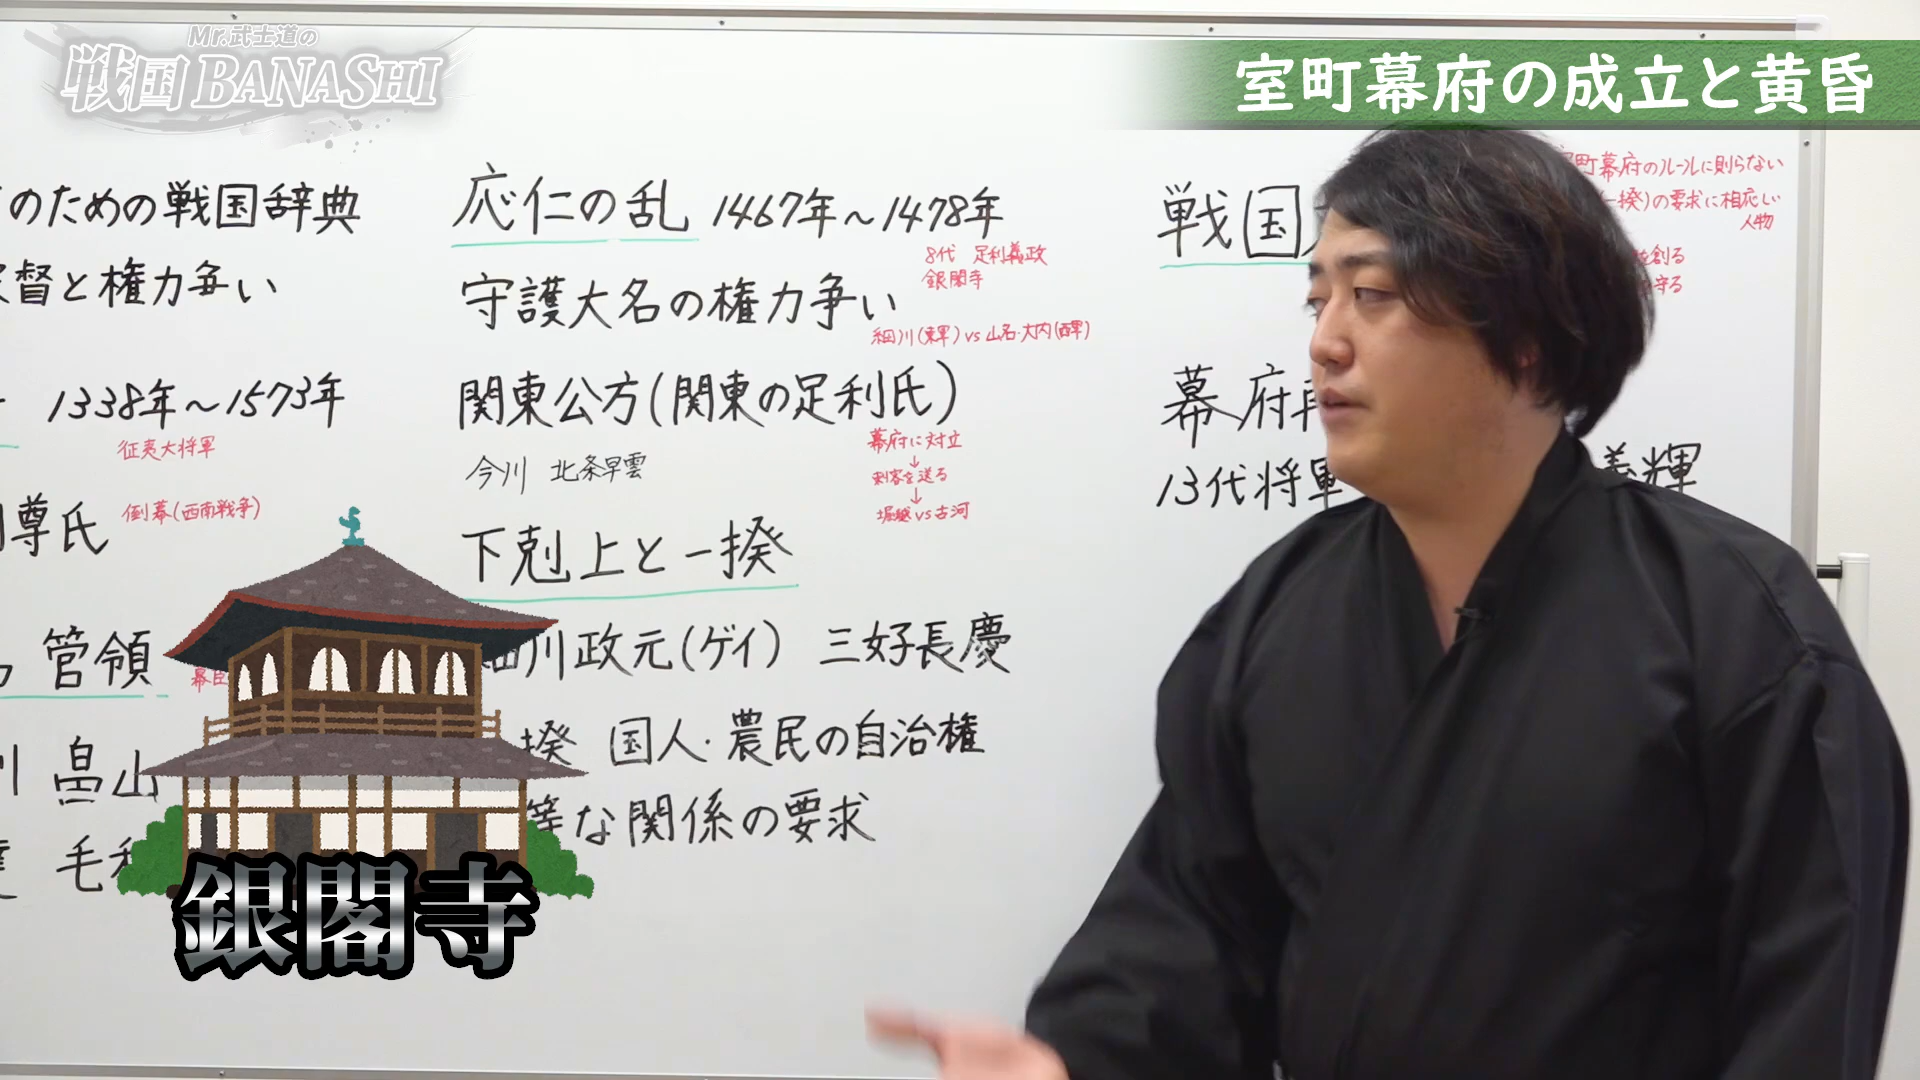 Mr.武士道の
戦国BANASHI
室町幕府の成立と黄昏
のための戦国辞典
督と権力争い
1338年～1573年
征夷大将軍
尊氏
倒幕(西南戦争)
管領
幕臣
畠山
毛利
応仁の乱 1467年～1478年
8代 足利義政
銀閣寺
守護大名の権力争い
細川(東軍)vs山名・大内(西軍)
関東公方(関東の足利氏)
幕府に対立
↓
刺客を送る
↓
堀越vs古河
今川 北条早雲
下剋上と一揆
細川政元(ゲイ) 三好長慶
揆 国人・農民の自治権
等な関係の要求
戦国
町幕府のルールに則らない
一揆)の要求に相応しい
人物
を創る
守る
幕府再
13代将軍 義輝
銀閣寺